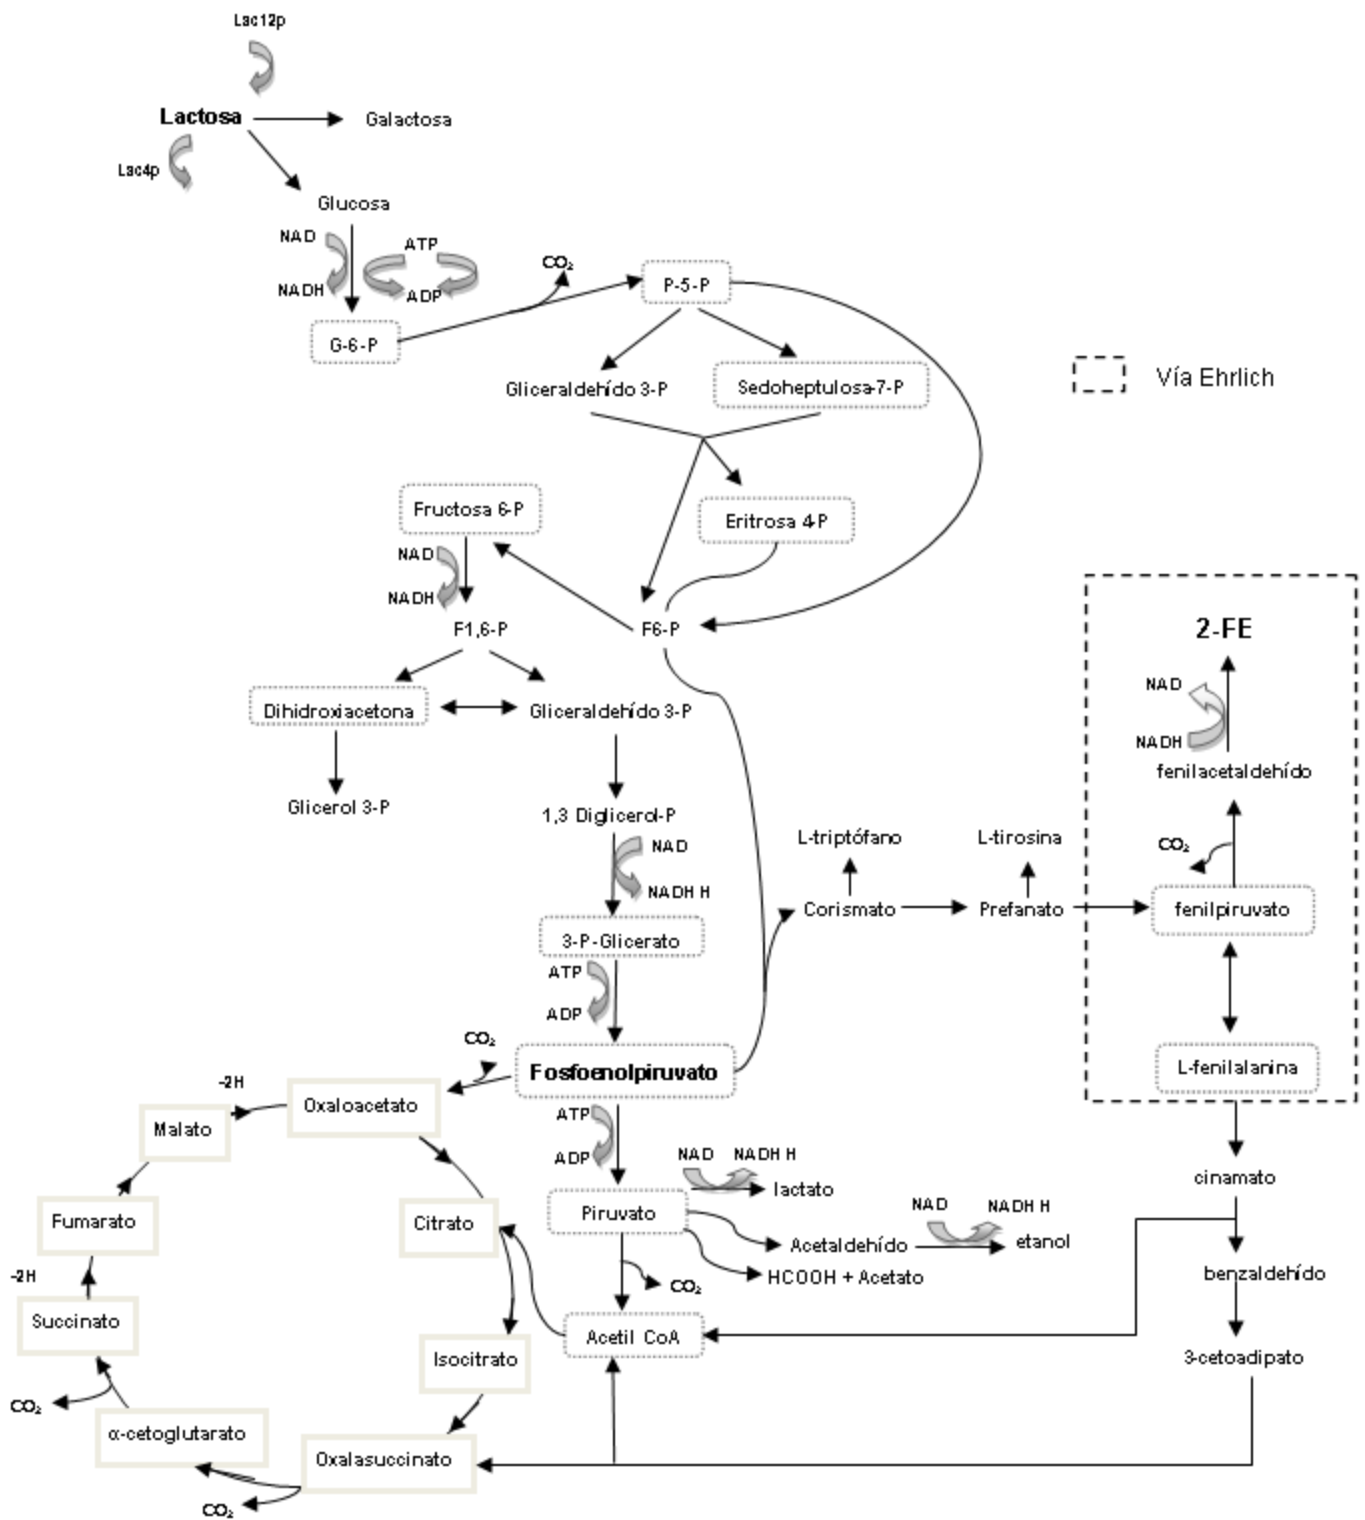 Lac12p
Lactosa
Galactosa
Lac4p
Glucosa
NAD
ATP
NADH
ADP
CO₂
P-5-P
G-6-P
Gliceraldehído 3-P
Sedoheptulosa-7-P
Vía Ehrlich
Fructosa 6-P
Eritrosa 4-P
NAD
NADH
F1,6-P
F6-P
2-FE
Dihidroxiacetona
Gliceraldehído 3-P
NAD
NADH
fenilacetaldehído
Glicerol 3-P
1,3 Diglicerol-P
NAD
NADH H
L-triptófano
L-tirosina
CO₂
Corismato
Prefanato
fenilpiruvato
3-P-Glicerato
ATP
ADP
CO₂
Fosfoenolpiruvato
L-fenilalanina
-2H
Oxaloacetato
Malato
ATP
ADP
NAD
NADH H
lactato
cinamato
Fumarato
Citrato
Piruvato
NAD
NADH H
Acetaldehído
etanol
HCOOH + Acetato
CO₂
benzaldehído
-2H
Succinato
Acetil CoA
Isocitrato
3-cetoadipato
CO₂
α-cetoglutarato
Oxalasuccinato
CO₂